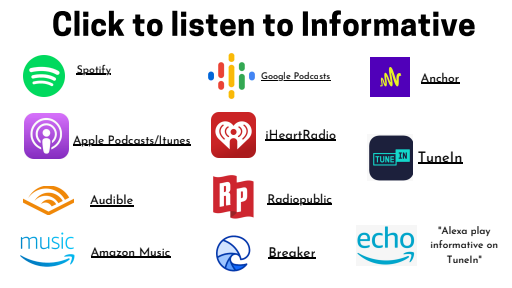 Click to listen to Informative
Spotify
Google Podcasts
Anchor
Apple Podcasts/Itunes
iHeartRadio
TUNE IN
TuneIn
Audible
RP
Radiopublic
music
Amazon Music
Breaker
echo
"Alexa play
informative on
TuneIn"